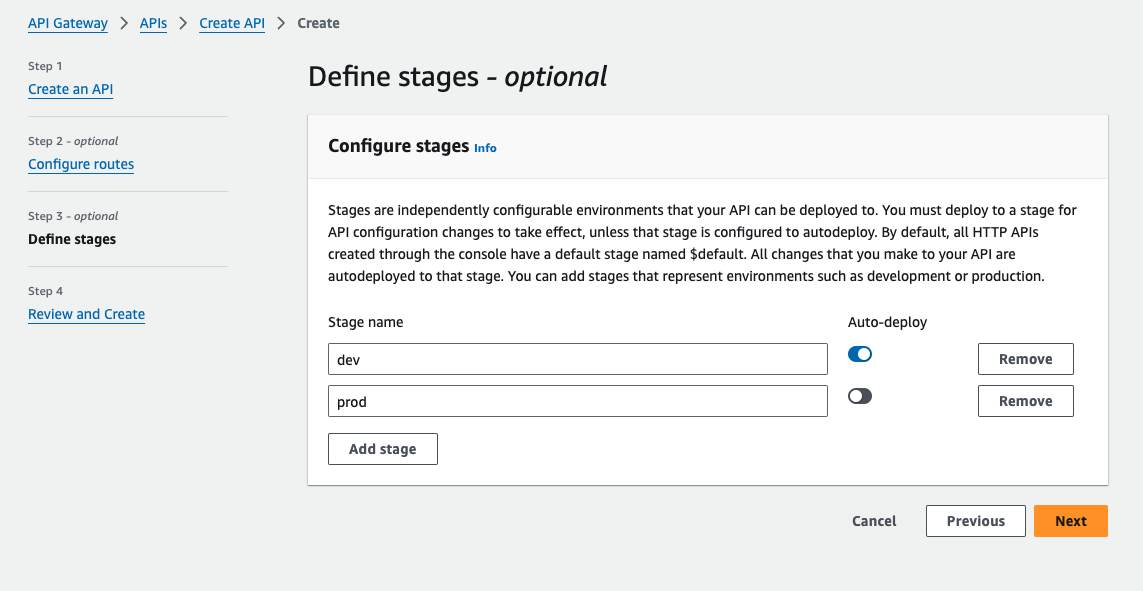 API Gateway > APIs > Create API > Create
Step 1
Create an API
Step 2 - optional
Configure routes
Step 3 - optional
Define stages
Step 4
Review and Create
Define stages - optional
Configure stages Info
Stages are independently configurable environments that your API can be deployed to. You must deploy to a stage for
API configuration changes to take effect, unless that stage is configured to autodeploy. By default, all HTTP APIs
created through the console have a default stage named $default. All changes that you make to your API are
autodeployed to that stage. You can add stages that represent environments such as development or production.
Stage name Auto-deploy
dev Remove
prod Remove
Add stage
Cancel Previous Next